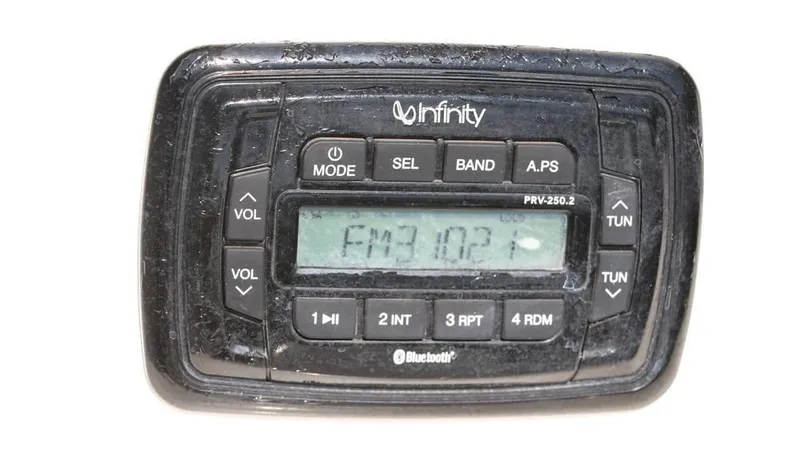 Infinity
MODE SEL BAND A.PS
PRV-250.2
VOL TUN
FM3 102 1
VOL TUN
1 2 INT 3 RPT 4 RDM
Bluetooth®